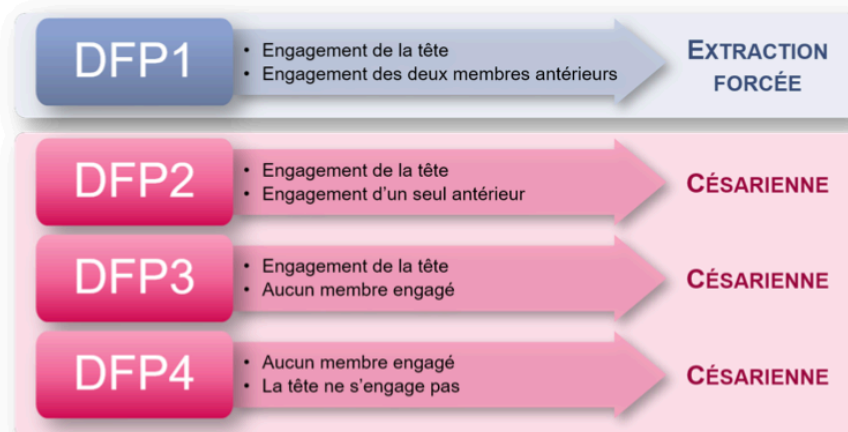 DFP1
• Engagement de la tête
• Engagement des deux membres antérieurs
EXTRACTION
FORCÉE
DFP2
• Engagement de la tête
• Engagement d'un seul antérieur
CÉSARIENNE
DFP3
• Engagement de la tête
• Aucun membre engagé
CÉSARIENNE
DFP4
• Aucun membre engagé
• La tête ne s'engage pas
CÉSARIENNE